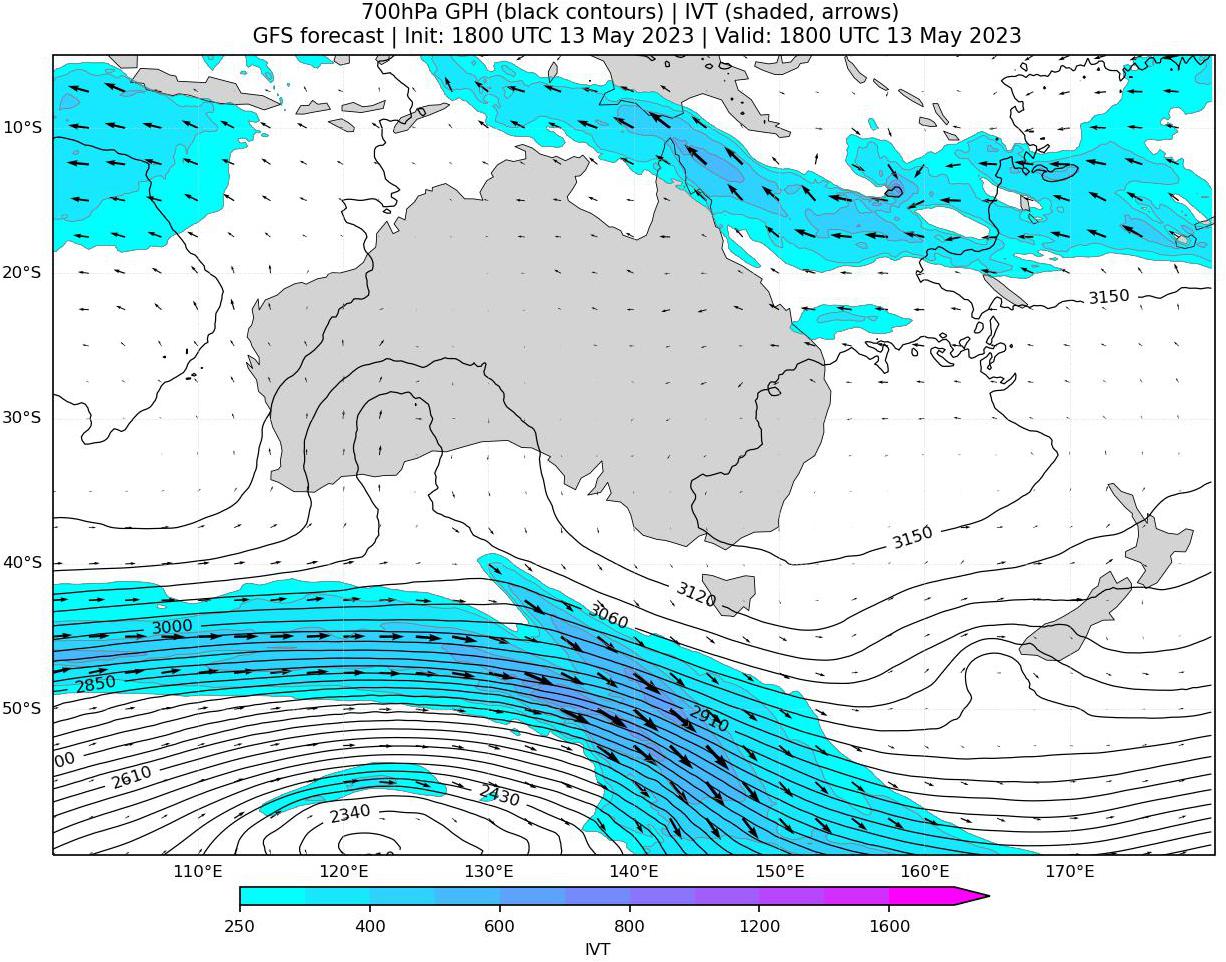 700hPa GPH (black contours) | IVT (shaded, arrows)
GFS forecast | Init: 1800 UTC 13 May 2023 | Valid: 1800 UTC 13 May 2023
10°S
20°S
3150
30°S
3150
40°S
3120
3060
3000
2850
50°S
2910
00
2610
2430
2340
110°E 120°E 130°E 140°E 150°E 160°E 170°E
250 400 600 800 1200 1600
IVT